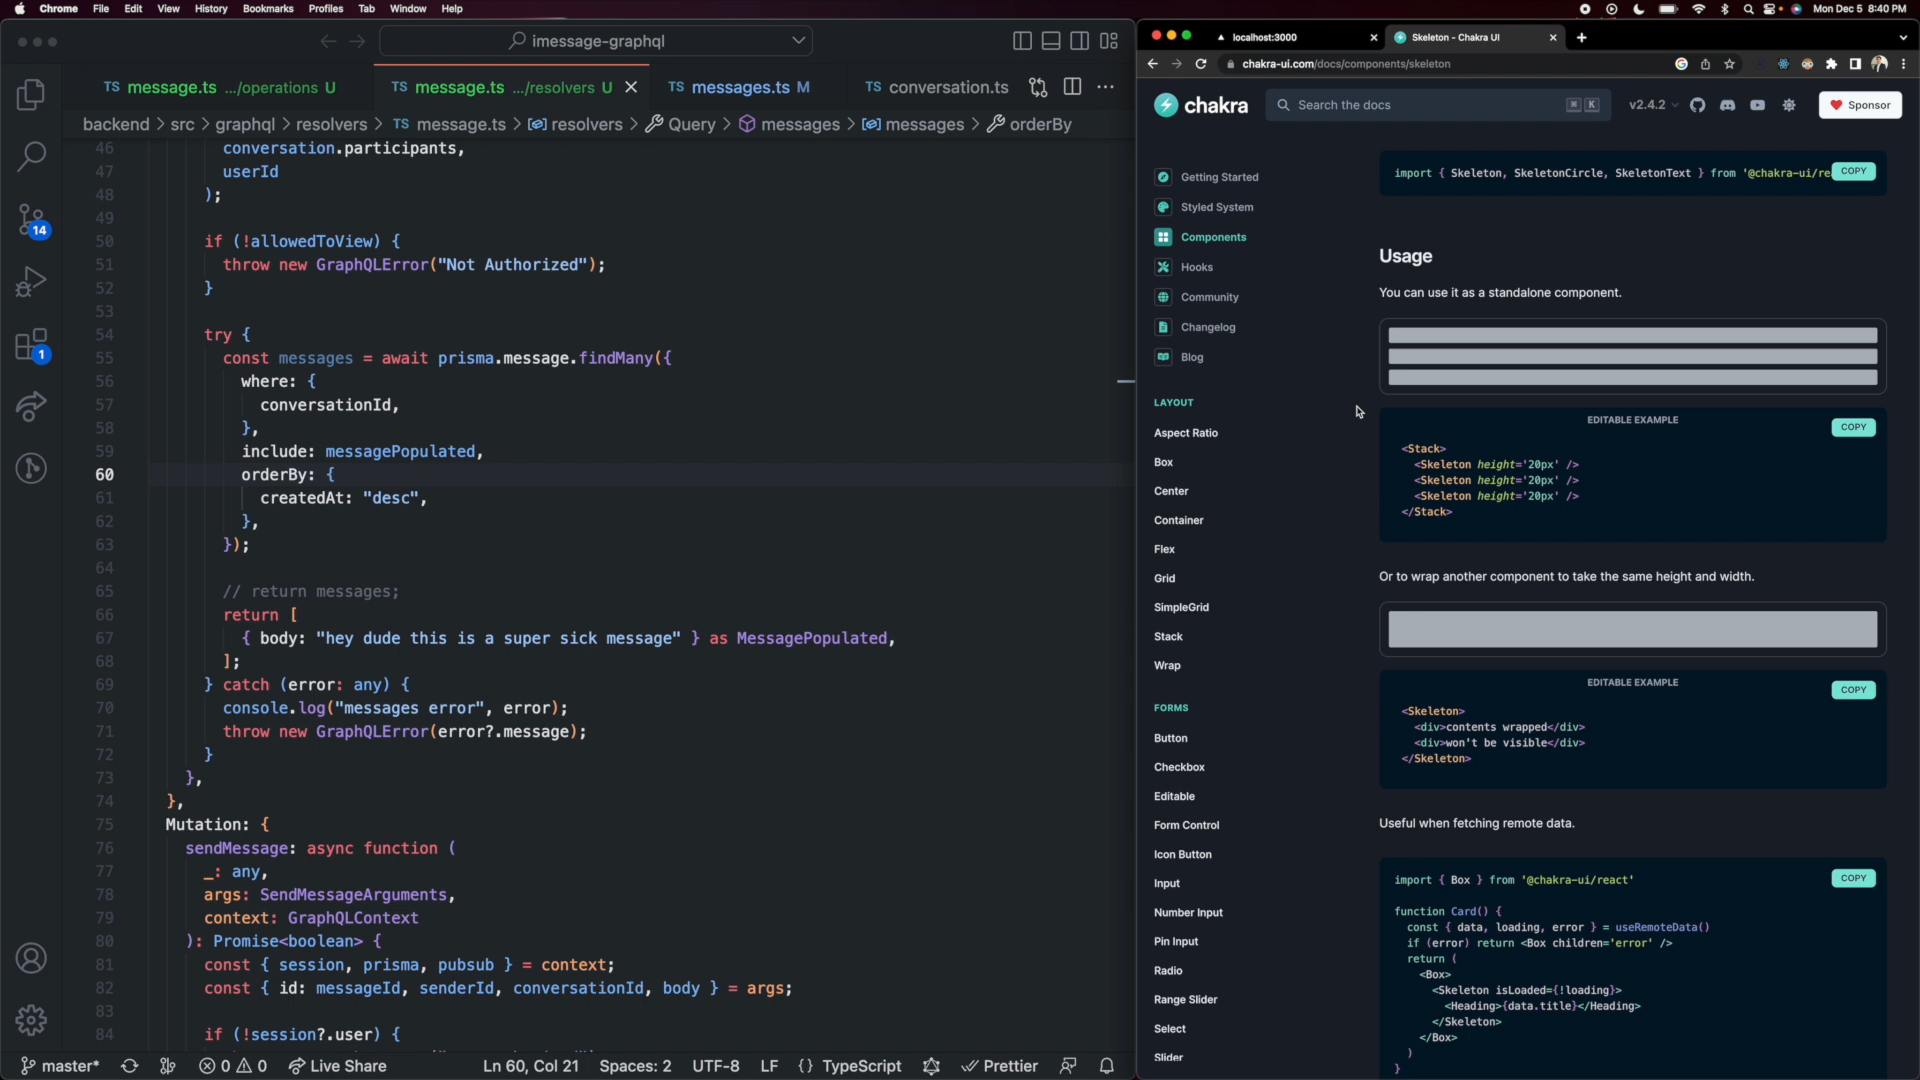 Chrome File Edit View History Bookmarks Profiles Tab Window Help
Mon Dec 5 8:40 PM
imessage-graphql
TS message.ts .../operations U
TS message.ts .../resolvers U
TS messages.ts M
TS conversation.ts
backend > src > graphql > resolvers > TS message.ts > resolvers > Query > messages > messages > orderBy
46 conversation.participants,
47 userId
48 );
49
50 if (!allowedToView) {
51 throw new GraphQLError("Not Authorized");
52 }
53
54 try {
55 const messages = await prisma.message.findMany({
56 where: {
57 conversationId,
58 },
59 include: messagePopulated,
60 orderBy: {
61 createdAt: "desc",
62 },
63 });
64
65 // return messages;
66 return [
67 { body: "hey dude this is a super sick message" } as MessagePopulated,
68 ];
69 } catch (error: any) {
70 console.log("messages error", error);
71 throw new GraphQLError(error?.message);
72 }
73 },
74 },
75 Mutation: {
76 sendMessage: async function (
77 _: any,
78 args: SendMessageArguments,
79 context: GraphQLContext
80 ): Promise<boolean> {
81 const { session, prisma, pubsub } = context;
82 const { id: messageId, senderId, conversationId, body } = args;
83
84 if (!session?.user) {
14
1
master*
0 0
Live Share
Ln 60, Col 21
Spaces: 2
UTF-8
LF
{} TypeScript
Prettier
localhost:3000
Skeleton - Chakra UI
chakra-ui.com/docs/components/skeleton
chakra
Search the docs
⌘ K
v2.4.2
Sponsor
Getting Started
Styled System
Components
Hooks
Community
Changelog
Blog
LAYOUT
Aspect Ratio
Box
Center
Container
Flex
Grid
SimpleGrid
Stack
Wrap
FORMS
Button
Checkbox
Editable
Form Control
Icon Button
Input
Number Input
Pin Input
Radio
Range Slider
Select
Slider
import { Skeleton, SkeletonCircle, SkeletonText } from '@chakra-ui/re
COPY
Usage
You can use it as a standalone component.
EDITABLE EXAMPLE
COPY
<Stack>
<Skeleton height='20px' />
<Skeleton height='20px' />
<Skeleton height='20px' />
</Stack>
Or to wrap another component to take the same height and width.
EDITABLE EXAMPLE
COPY
<Skeleton>
<div>contents wrapped</div>
<div>won't be visible</div>
</Skeleton>
Useful when fetching remote data.
COPY
import { Box } from '@chakra-ui/react'
function Card() {
const { data, loading, error } = useRemoteData()
if (error) return <Box children='error' />
return (
<Box>
<Skeleton isLoaded={!loading}>
<Heading>{data.title}</Heading>
</Skeleton>
</Box>
)
}